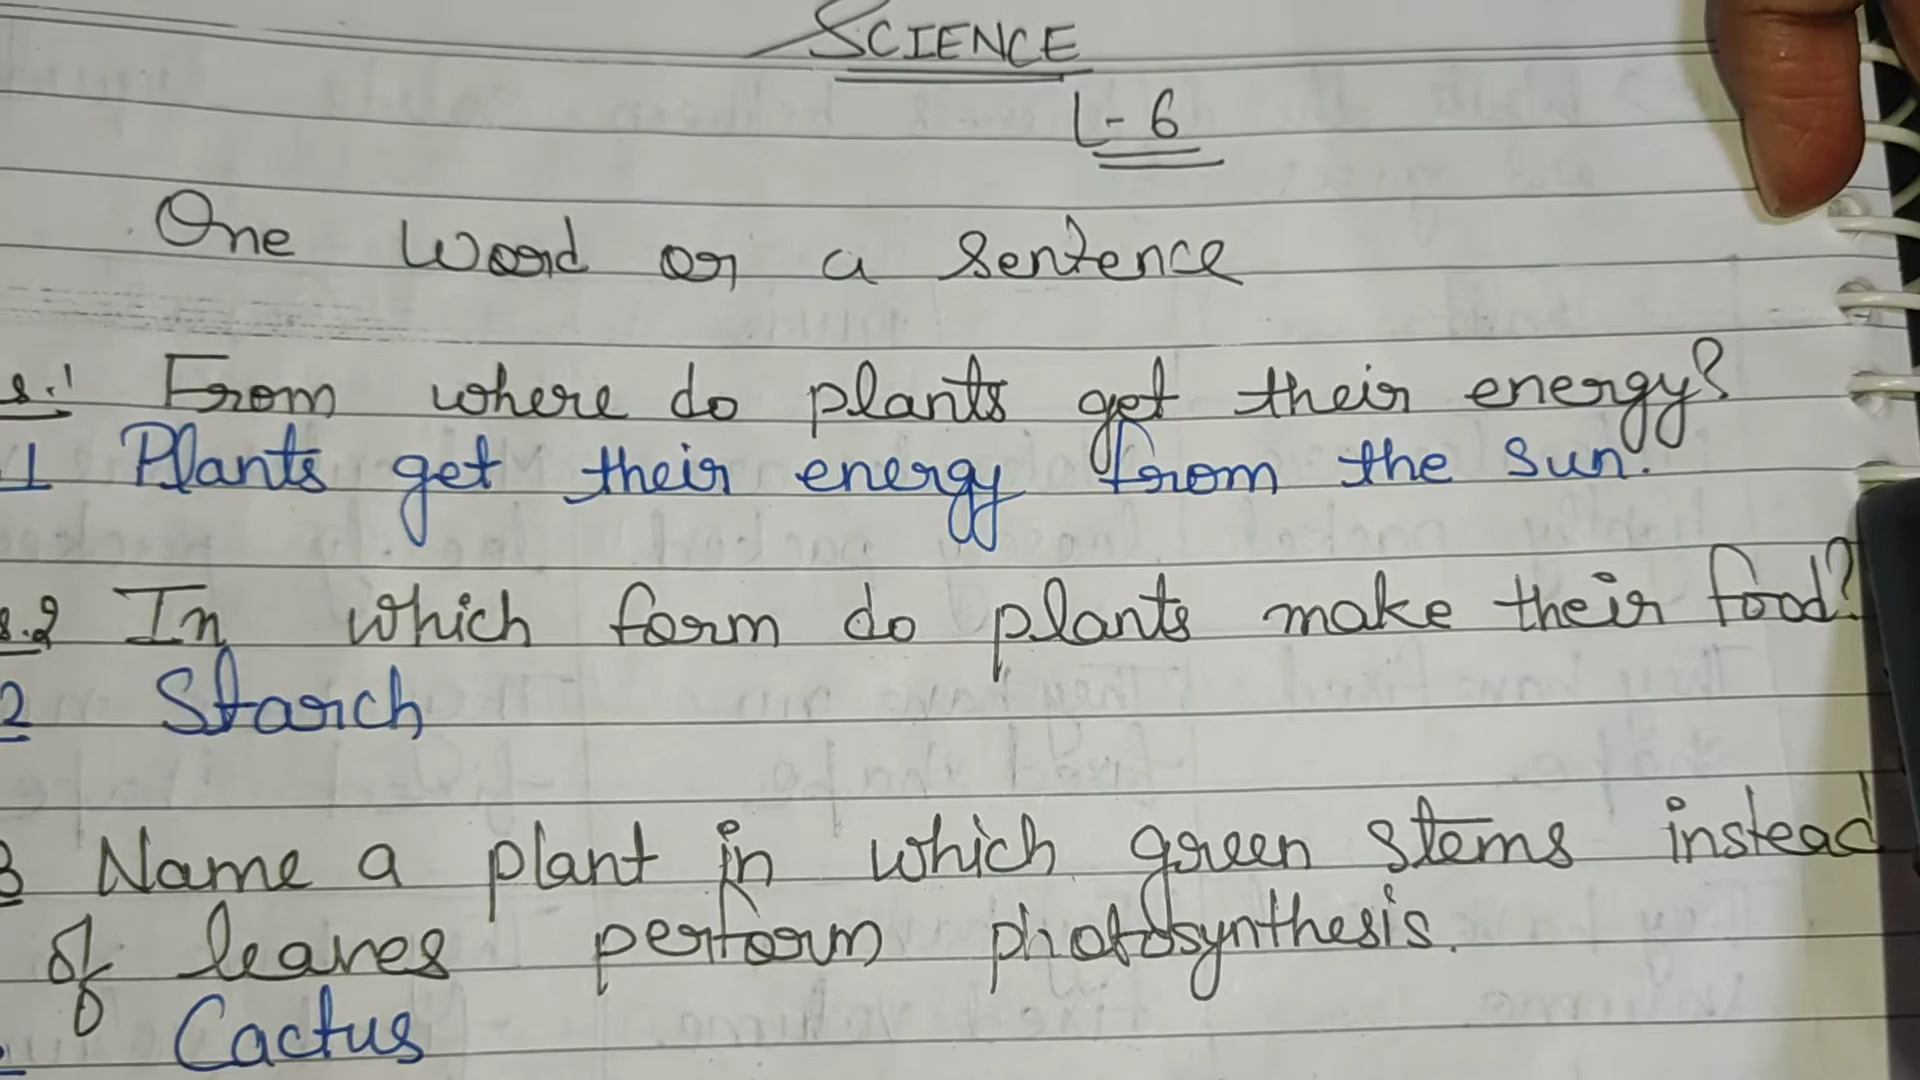 SCIENCE
L-6
One Word or a sentence
s.1 From where do plants get their energy?
1 Plants get their energy from the sun.
s.2 In which form do plants make their food?
2 Starch
3 Name a plant in which green stems instead
of leaves perform photosynthesis.
Cactus